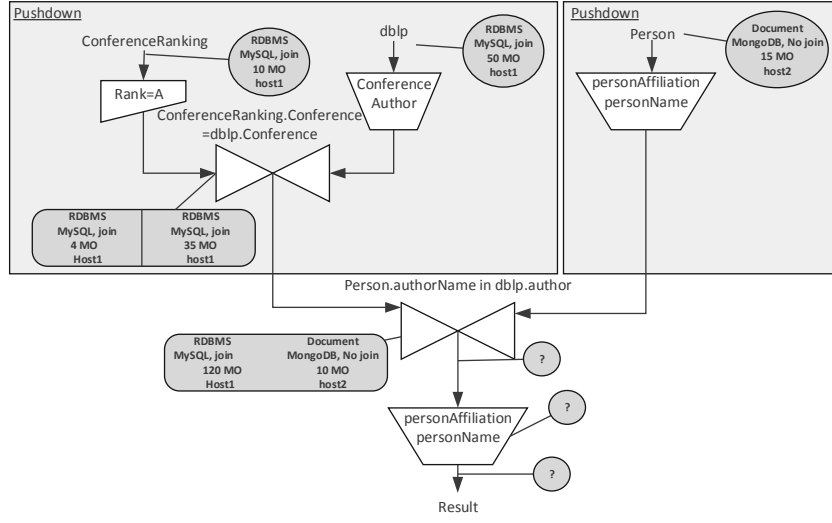 Pushdown
ConferenceRanking
RDBMS
MySQL, join
10 MO
host1
Rank=A
dblp
RDBMS
MySQL, join
50 MO
host1
Conference
Author
ConferenceRanking.Conference
=dblp.Conference
RDBMS
MySQL, join
4 MO
Host1
RDBMS
MySQL, join
35 MO
host1
Pushdown
Person
Document
MongoDB, No join
15 MO
host2
personAffiliation
personName
Person.authorName in dblp.author
RDBMS
MySQL, join
120 MO
Host1
Document
MongoDB, No join
10 MO
host2
?
personAffiliation
personName
?
?
Result